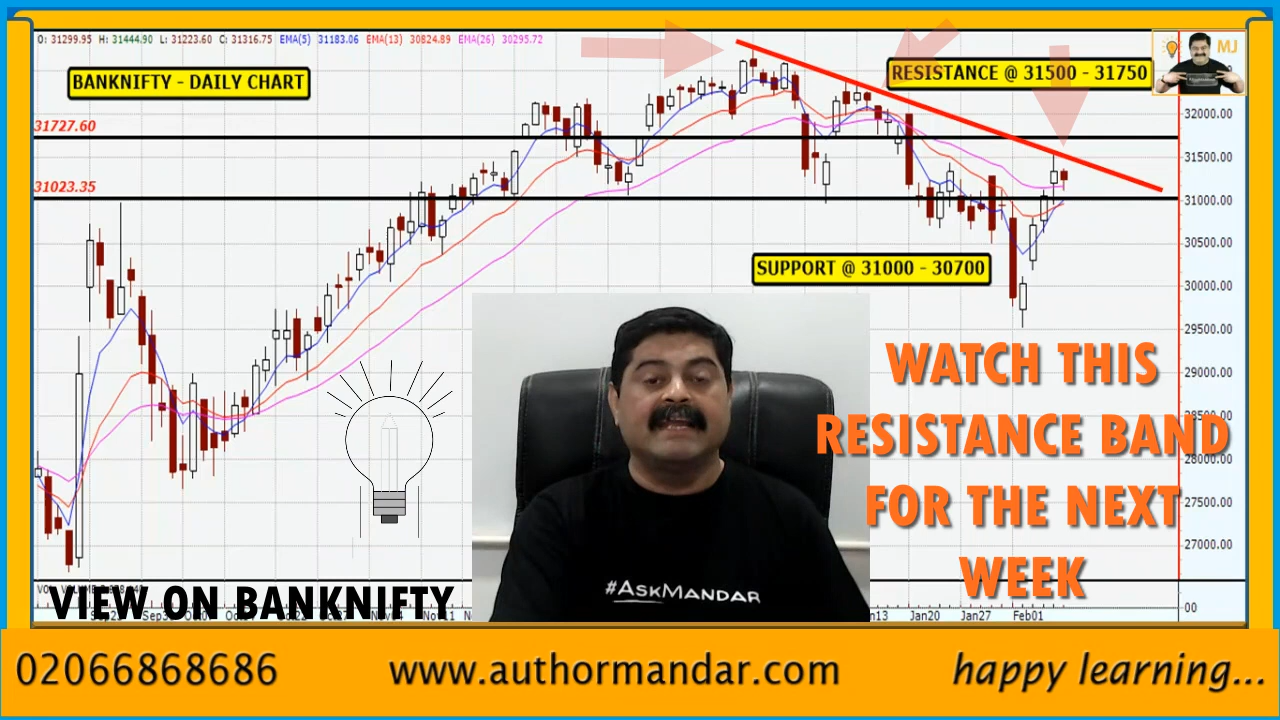 O: 31299.95 H: 31444.90 L: 31223.60 C: 31316.75 EMA(5) 31183.06 EMA(13) 30824.89 EMA(26) 30295.72
BANKNIFTY - DAILY CHART
RESISTANCE @ 31500 - 31750
MJ
32000.00
31727.60
31500.00
31023.35
31000.00
30500.00
SUPPORT @ 31000 - 30700
30000.00
29500.00
29000.00
28000.00
27500.00
27000.00
WATCH THIS
RESISTANCE BAND
FOR THE NEXT
WEEK
#AskMandar
VIEW ON BANKNIFTY
00
Nov04 Nov11 Jan20 Jan27 Feb01
02066868686
www.authormandar.com
happy learning...